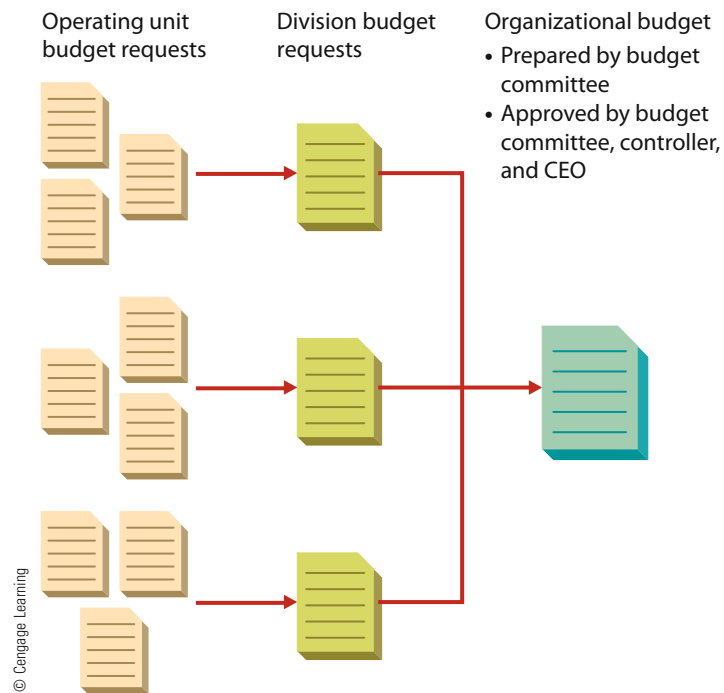 Operating unit
budget requests
Division budget
requests
Organizational budget
• Prepared by budget
committee
• Approved by budget
committee, controller,
and CEO
© Cengage Learning